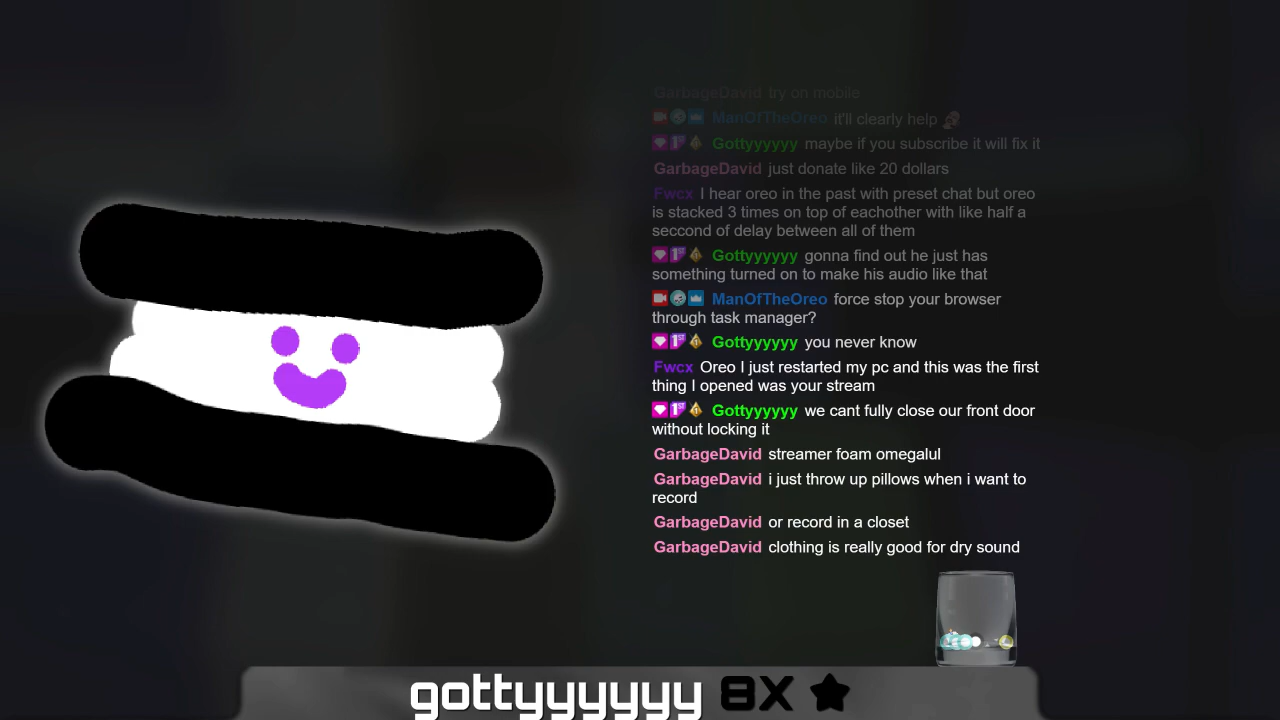 GarbageDavid try on mobile
ManOfTheOreo it'll clearly help
Gottyyyyyy maybe if you subscribe it will fix it
GarbageDavid just donate like 20 dollars
Fwcx I hear oreo in the past with preset chat but oreo
is stacked 3 times on top of eachother with like half a
seccond of delay between all of them
Gottyyyyyy gonna find out he just has
something turned on to make his audio like that
ManOfTheOreo force stop your browser
through task manager?
Gottyyyyyy you never know
Fwcx Oreo I just restarted my pc and this was the first
thing I opened was your stream
Gottyyyyyy we cant fully close our front door
without locking it
GarbageDavid streamer foam omegalul
GarbageDavid i just throw up pillows when i want to
record
GarbageDavid or record in a closet
GarbageDavid clothing is really good for dry sound
gottyyyyyy 8X